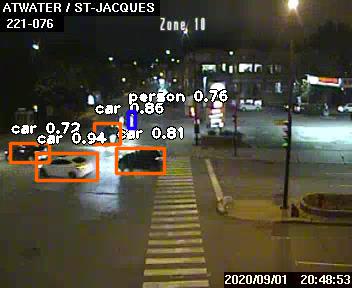 ATWATER / ST-JACQUES
221-076
Zone 10
person 0.76
car 0.86
car 0.72
car 0.94
car 0.81
2020/09/01 20:48:53